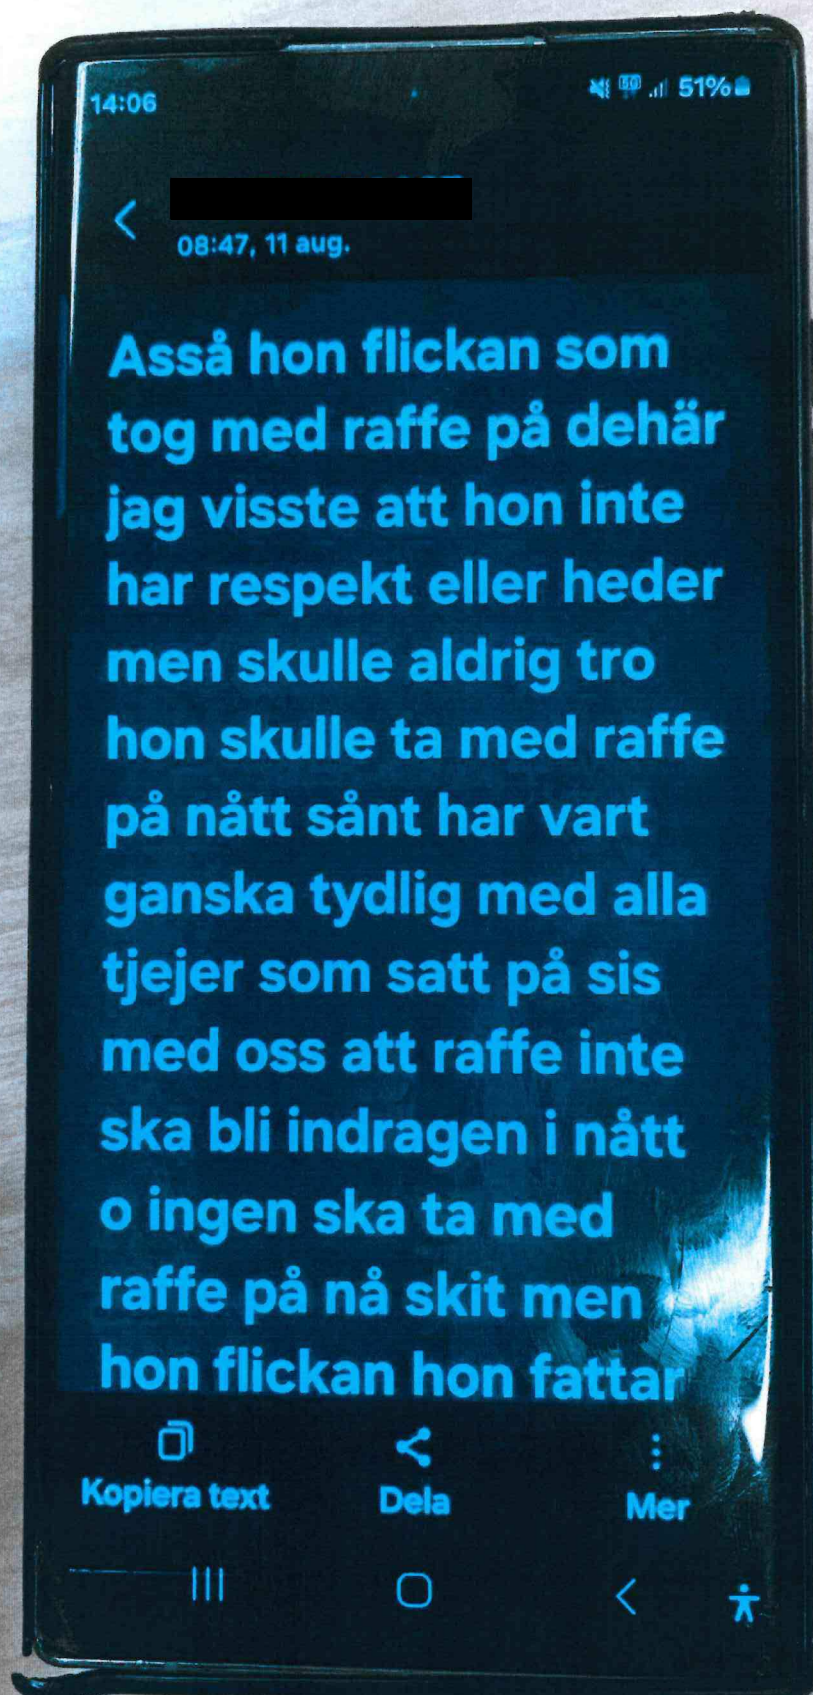 14:06
5G 51%
08:47, 11 aug.
Asså hon flickan som
tog med raffe på dehär
jag visste att hon inte
har respekt eller heder
men skulle aldrig tro
hon skulle ta med raffe
på nått sånt har vart
ganska tydlig med alla
tjejer som satt på sis
med oss att raffe inte
ska bli indragen i nått
o ingen ska ta med
raffe på nå skit men
hon flickan hon fattar
Kopiera text
Dela
Mer